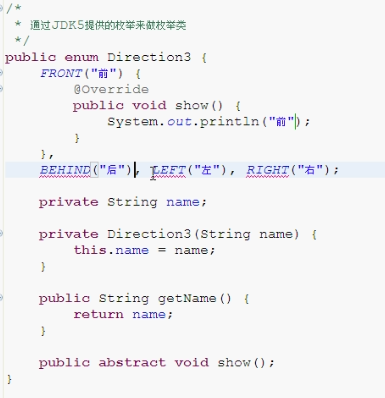 /*
 * 通过JDK5提供的枚举来做枚举类
 */
public enum Direction3 {
    FRONT("前") {
        @Override
        public void show() {
            System.out.println("前");
        }
    },
    BEHIND("后"), LEFT("左"), RIGHT("右");
    private String name;
    private Direction3(String name) {
        this.name = name;
    }
    public String getName() {
        return name;
    }
    public abstract void show();
}